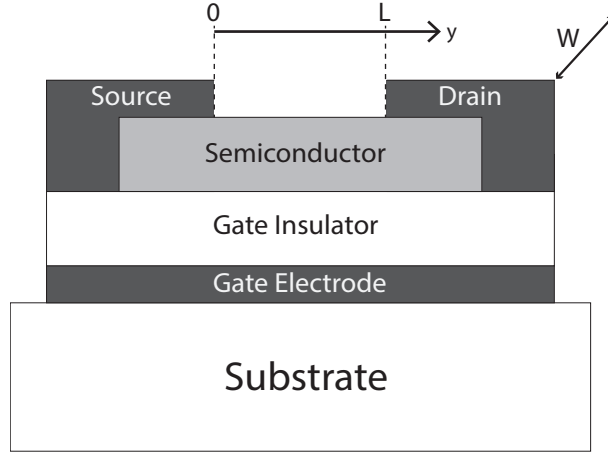 0
L
y
W
Source
Drain
Semiconductor
Gate Insulator
Gate Electrode
Substrate